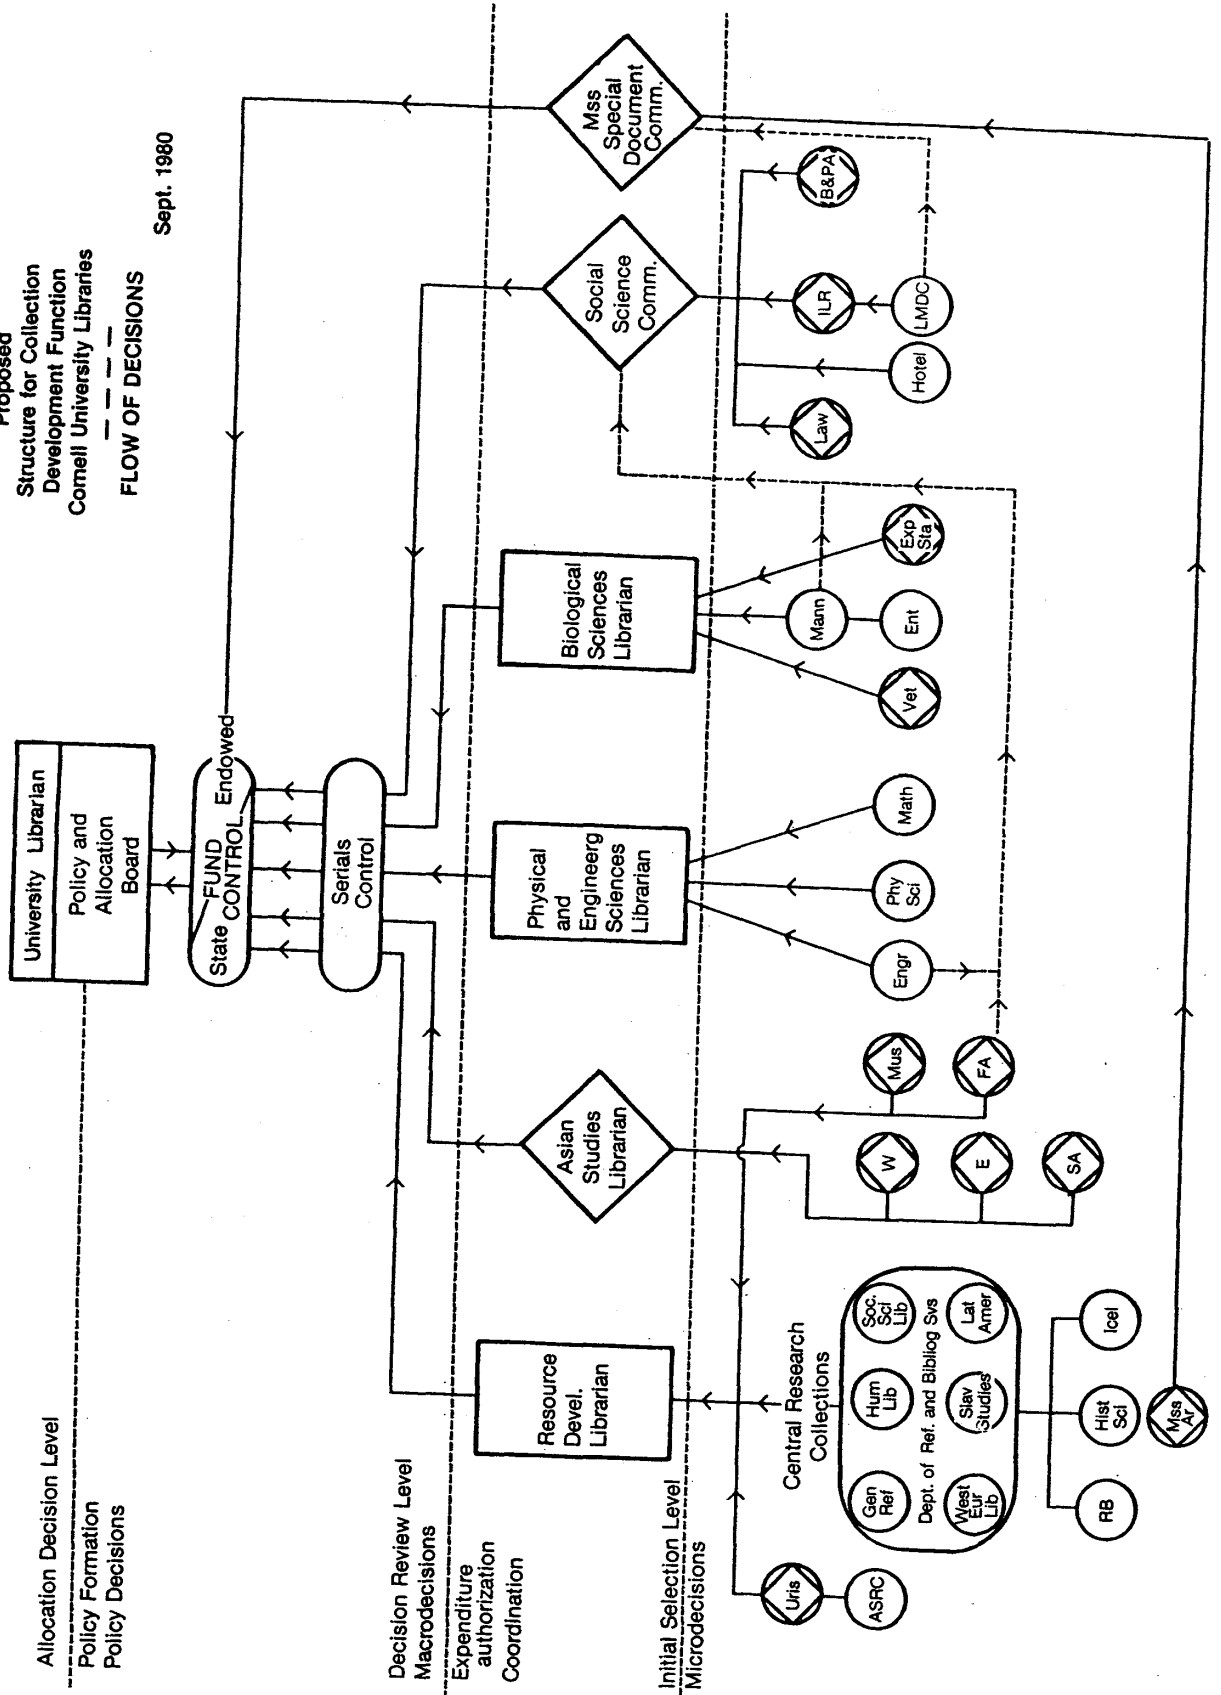 Proposed
Structure for Collection
Development Function
Cornell University Libraries
FLOW OF DECISIONS
Sept. 1980
Allocation Decision Level
Policy Formation
Policy Decisions
University Librarian
Policy and
Allocation
Board
State
FUND
CONTROL
Endowed
Serials
Control
Decision Review Level
Macrodecisions
Expenditure
authorization
Coordination
Resource
Devel.
Librarian
Asian
Studies
Librarian
Physical
and
Engineerg
Sciences
Librarian
Biological
Sciences
Librarian
Social
Science
Comm.
Mss
Special
Document
Comm.
Initial Selection Level
Microdecisions
Uris
ASRC
Central Research
Collections
Gen
Ref
Hum
Lib
Soc.
Sci
Lib
Dept. of Ref. and Bibliog Svs
West
Eur
Lib
Slav
Studies
Lat
Amer
RB
Hist
Sci
Icel
Mss
Ar
W
E
SA
Mus
FA
Engr
Phy
Sci
Math
Vet
Mann
Ent
Exp
Sta
Law
Hotel
ILR
LMDC
B&PA